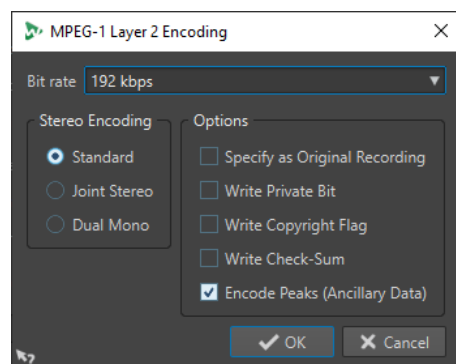 MPEG-1 Layer 2 Encoding
Bit rate 192 kbps
Stereo Encoding
Standard
Joint Stereo
Dual Mono
Options
Specify as Original Recording
Write Private Bit
Write Copyright Flag
Write Check-Sum
Encode Peaks (Ancillary Data)
OK
Cancel